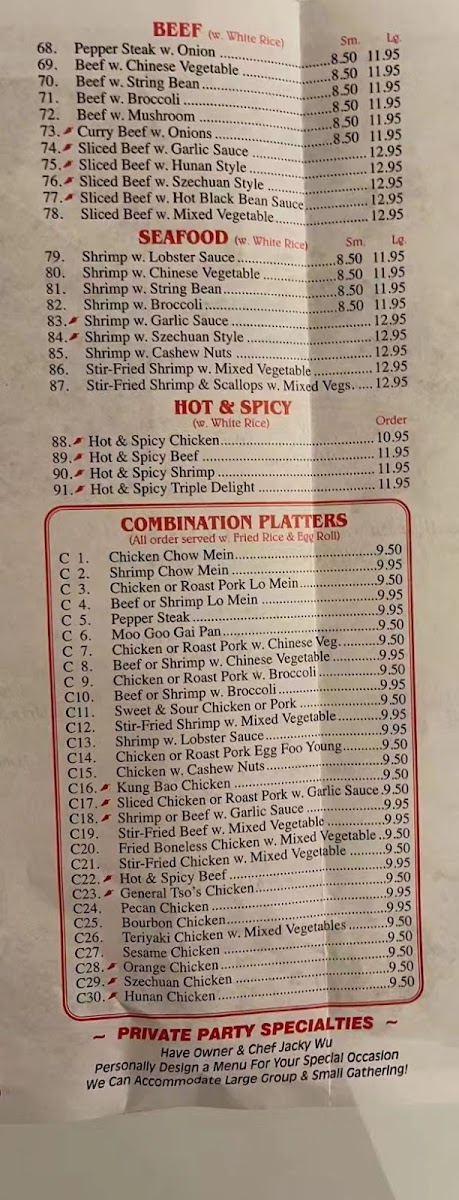 BEEF (w. White Rice) Sm. Lg.
68. Pepper Steak w. Onion ........ 8.50 11.95
69. Beef w. Chinese Vegetable ........ 8.50 11.95
70. Beef w. String Bean ........ 8.50 11.95
71. Beef w. Broccoli ........ 8.50 11.95
72. Beef w. Mushroom ........ 8.50 11.95
73. Curry Beef w. Onions ........ 8.50 11.95
74. Sliced Beef w. Garlic Sauce ........ 12.95
75. Sliced Beef w. Hunan Style ........ 12.95
76. Sliced Beef w. Szechuan Style ........ 12.95
77. Sliced Beef w. Hot Black Bean Sauce ........ 12.95
78. Sliced Beef w. Mixed Vegetable ........ 12.95
SEAFOOD (w. White Rice) Sm. Lg.
79. Shrimp w. Lobster Sauce ........ 8.50 11.95
80. Shrimp w. Chinese Vegetable ........ 8.50 11.95
81. Shrimp w. String Bean ........ 8.50 11.95
82. Shrimp w. Broccoli ........ 8.50 11.95
83. Shrimp w. Garlic Sauce ........ 12.95
84. Shrimp w. Szechuan Style ........ 12.95
85. Shrimp w. Cashew Nuts ........ 12.95
86. Stir-Fried Shrimp w. Mixed Vegetable ........ 12.95
87. Stir-Fried Shrimp & Scallops w. Mixed Vegs. .... 12.95
HOT & SPICY
(w. White Rice) Order
88. Hot & Spicy Chicken ........ 10.95
89. Hot & Spicy Beef ........ 11.95
90. Hot & Spicy Shrimp ........ 11.95
91. Hot & Spicy Triple Delight ........ 11.95
COMBINATION PLATTERS
(All order served w. Fried Rice & Egg Roll)
C 1. Chicken Chow Mein ........ 9.50
C 2. Shrimp Chow Mein ........ 9.95
C 3. Chicken or Roast Pork Lo Mein ........ 9.50
C 4. Beef or Shrimp Lo Mein ........ 9.95
C 5. Pepper Steak ........ 9.95
C 6. Moo Goo Gai Pan ........ 9.50
C 7. Chicken or Roast Pork w. Chinese Veg. ........ 9.50
C 8. Beef or Shrimp w. Chinese Vegetable ........ 9.95
C 9. Chicken or Roast Pork w. Broccoli ........ 9.50
C10. Beef or Shrimp w. Broccoli ........ 9.95
C11. Sweet & Sour Chicken or Pork ........ 9.50
C12. Stir-Fried Shrimp w. Mixed Vegetable ........ 9.95
C13. Shrimp w. Lobster Sauce ........ 9.95
C14. Chicken or Roast Pork Egg Foo Young ........ 9.50
C15. Chicken w. Cashew Nuts ........ 9.50
C16. Kung Bao Chicken ........ 9.50
C17. Sliced Chicken or Roast Pork w. Garlic Sauce .9.50
C18. Shrimp or Beef w. Garlic Sauce ........ 9.95
C19. Stir-Fried Beef w. Mixed Vegetable ........ 9.95
C20. Fried Boneless Chicken w. Mixed Vegetable ..9.50
C21. Stir-Fried Chicken w. Mixed Vegetable ........ 9.50
C22. Hot & Spicy Beef ........ 9.95
C23. General Tso's Chicken ........ 9.50
C24. Pecan Chicken ........ 9.95
C25. Bourbon Chicken ........ 9.95
C26. Teriyaki Chicken w. Mixed Vegetables ........ 9.50
C27. Sesame Chicken ........ 9.50
C28. Orange Chicken ........ 9.50
C29. Szechuan Chicken ........ 9.50
C30. Hunan Chicken ........ 9.50
~ PRIVATE PARTY SPECIALTIES ~
Have Owner & Chef Jacky Wu
Personally Design a Menu For Your Special Occasion
We Can Accommodate Large Group & Small Gathering!